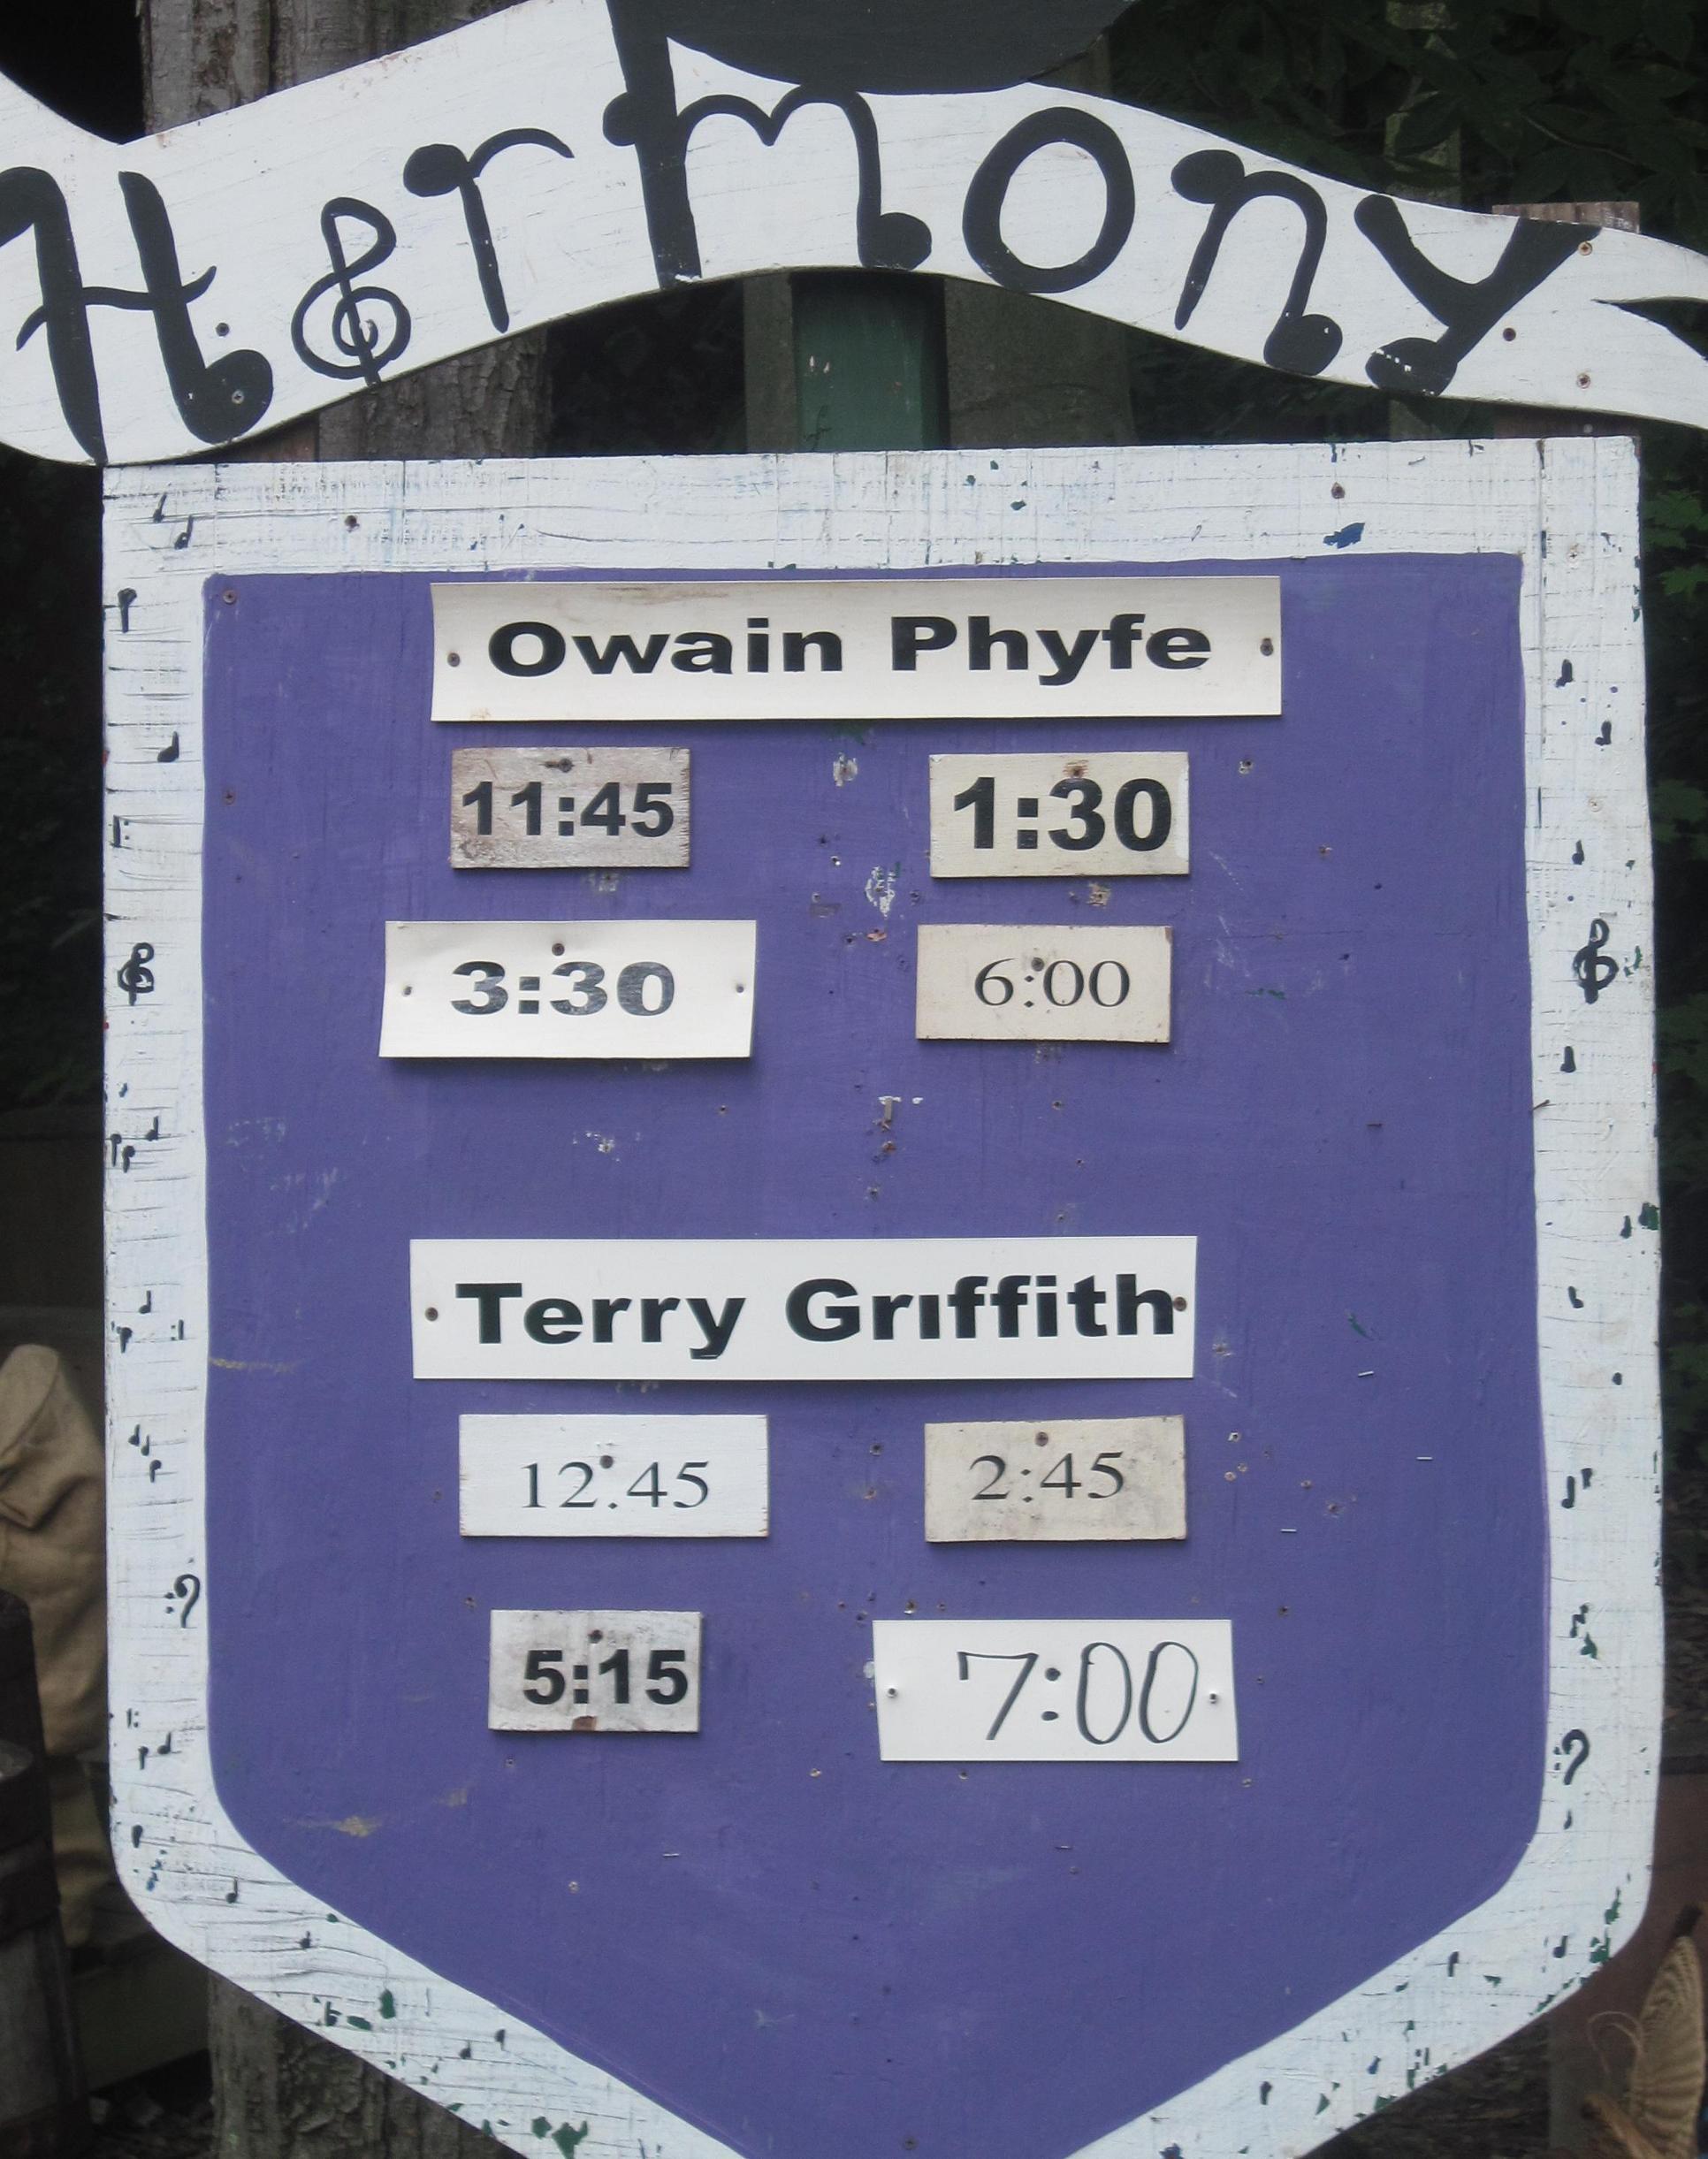 Harmony
Owain Phyfe
11:45 1:30
3:30 6:00
Terry Griffith
12:45 2:45
5:15 7:00